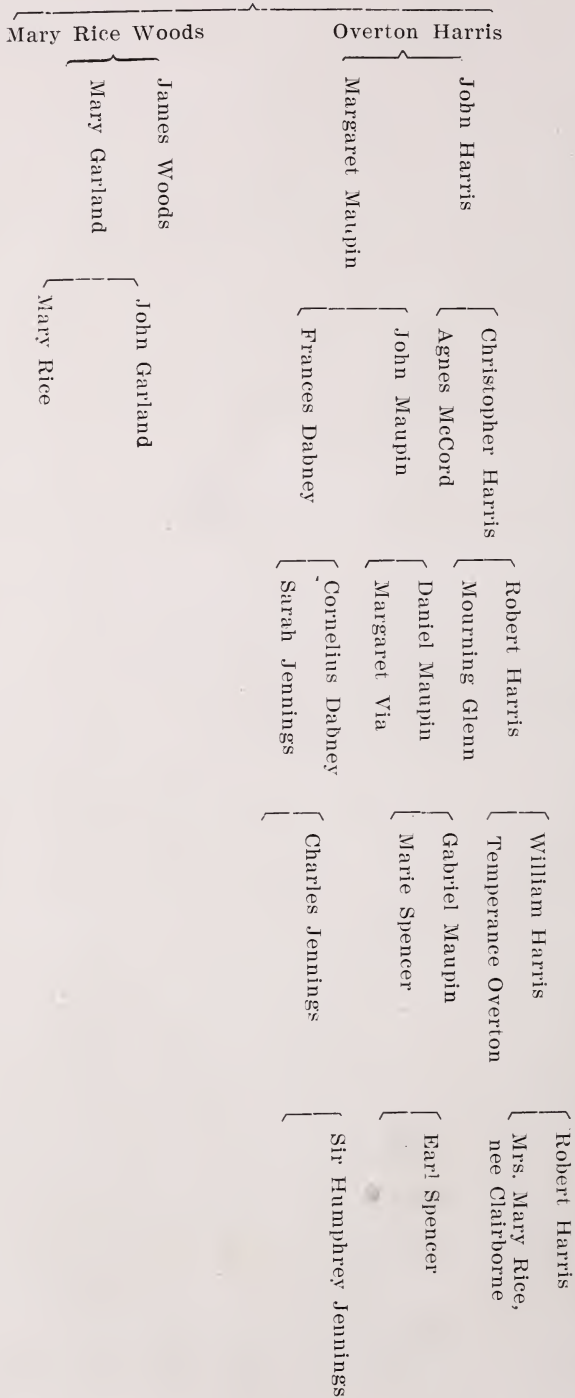 Mary Rice Woods
Overton Harris
James Woods
Mary Garland
John Harris
Margaret Maupin
John Garland
Mary Rice
Christopher Harris
Agnes McCord
John Maupin
Frances Dabney
Robert Harris
Mourning Glenn
Daniel Maupin
Margaret Via
Cornelius Dabney
Sarah Jennings
William Harris
Temperance Overton
Gabriel Maupin
Marie Spencer
Charles Jennings
Robert Harris
Mrs. Mary Rice,
nee Clairborne
Earl Spencer
Sir Humphrey Jennings